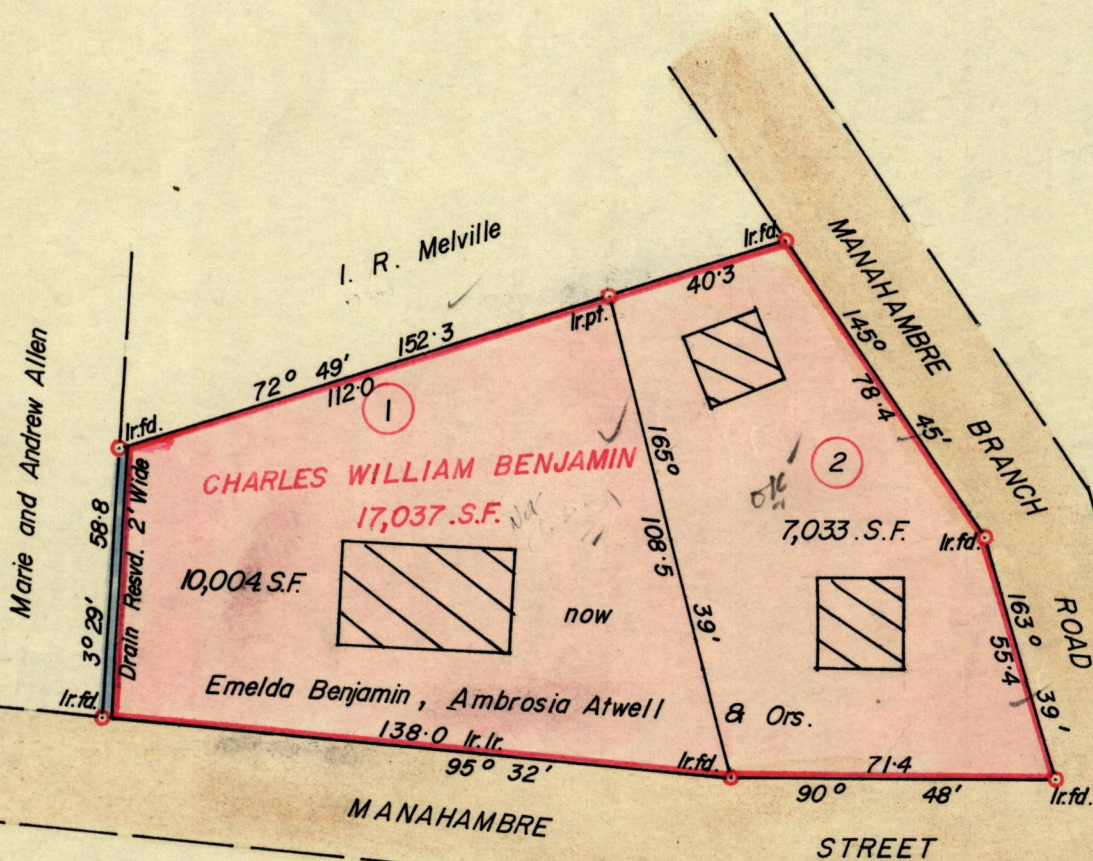 I. R. Melville
Marie and Andrew Allen
MANAHAMBRE BRANCH ROAD
Ir.fd.
Ir.pt.
Ir.fd.
40·3
152·3
72° 49'
112·0
1
145°
78·4
45'
CHARLES WILLIAM BENJAMIN
17,037.S.F.
165°
108·5
39'
ok
2
7,033.S.F.
Ir.fd.
58·8
3° 29'
Drain Resvd. 2' Wide
10,004 S.F.
now
Emelda Benjamin, Ambrosia Atwell & Ors.
163°
55·4
39'
Ir.fd.
138·0 Ir.Ir.
95° 32'
Ir.fd.
71·4
90° 48'
Ir.fd.
MANAHAMBRE STREET